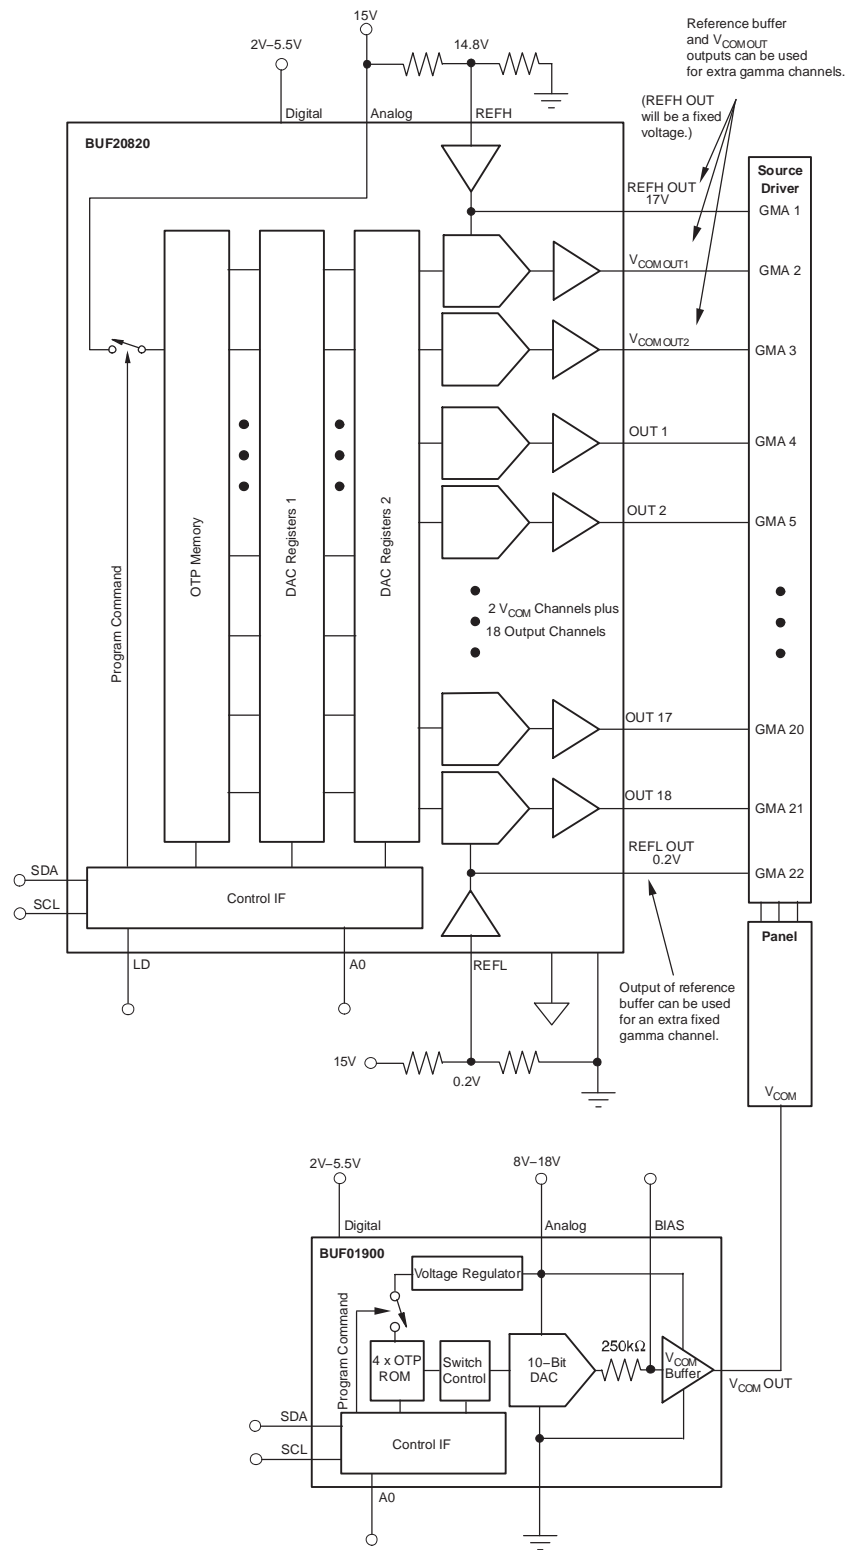 15V
2V–5.5V
14.8V
Reference buffer
and VCOMOUT
outputs can be used
for extra gamma channels.
(REFH OUT
will be a fixed
voltage.)
Digital
Analog
REFH
BUF20820
Source
Driver
REFH OUT
17V
GMA 1
VCOMOUT1
GMA 2
VCOMOUT2
GMA 3
OUT 1
GMA 4
OUT 2
GMA 5
Program Command
OTP Memory
DAC Registers 1
DAC Registers 2
2 VCOM Channels plus
18 Output Channels
OUT 17
GMA 20
OUT 18
GMA 21
REFL OUT
0.2V
GMA 22
SDA
SCL
Control IF
LD
A0
REFL
Panel
Output of reference
buffer can be used
for an extra fixed
gamma channel.
15V
0.2V
VCOM
2V–5.5V
8V–18V
Digital
Analog
BIAS
BUF01900
Voltage Regulator
Program Command
4 x OTP
ROM
Switch
Control
10–Bit
DAC
250kΩ
VCOM
Buffer
VCOM OUT
SDA
SCL
Control IF
A0